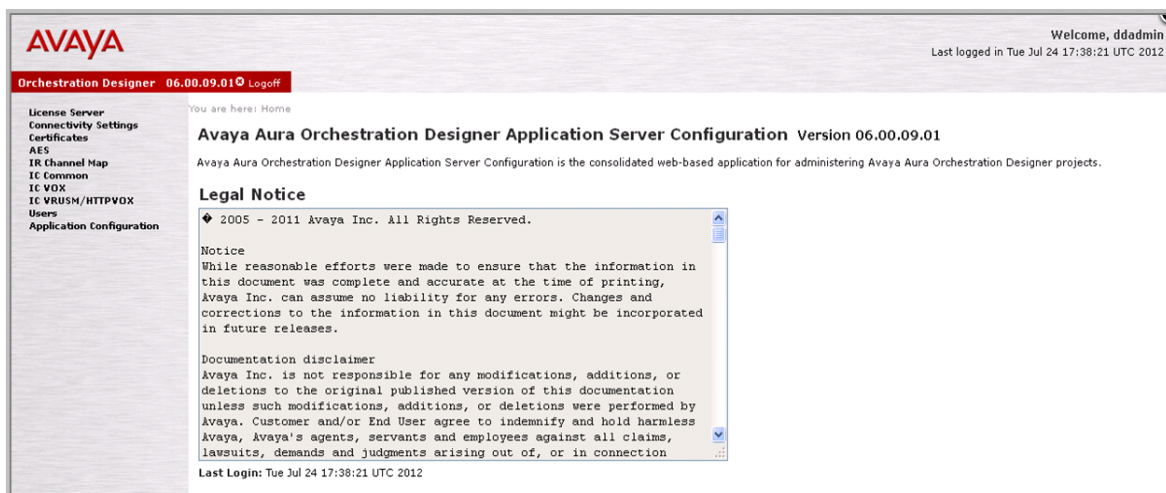 AVAYA
Welcome, ddadmin
Last logged in Tue Jul 24 17:38:21 UTC 2012
Orchestration Designer 06.00.09.01 Logoff
License Server
Connectivity Settings
Certificates
AES
IR Channel Map
IC Common
IC VOX
IC VRUSM/HTTPVOX
Users
Application Configuration
You are here: Home
Avaya Aura Orchestration Designer Application Server Configuration Version 06.00.09.01
Avaya Aura Orchestration Designer Application Server Configuration is the consolidated web-based application for administering Avaya Aura Orchestration Designer projects.
Legal Notice
� 2005 - 2011 Avaya Inc. All Rights Reserved.
Notice
While reasonable efforts were made to ensure that the information in
this document was complete and accurate at the time of printing,
Avaya Inc. can assume no liability for any errors. Changes and
corrections to the information in this document might be incorporated
in future releases.
Documentation disclaimer
Avaya Inc. is not responsible for any modifications, additions, or
deletions to the original published version of this documentation
unless such modifications, additions, or deletions were performed by
Avaya. Customer and/or End User agree to indemnify and hold harmless
Avaya, Avaya's agents, servants and employees against all claims,
lawsuits, demands and judgments arising out of, or in connection
Last Login: Tue Jul 24 17:38:21 UTC 2012